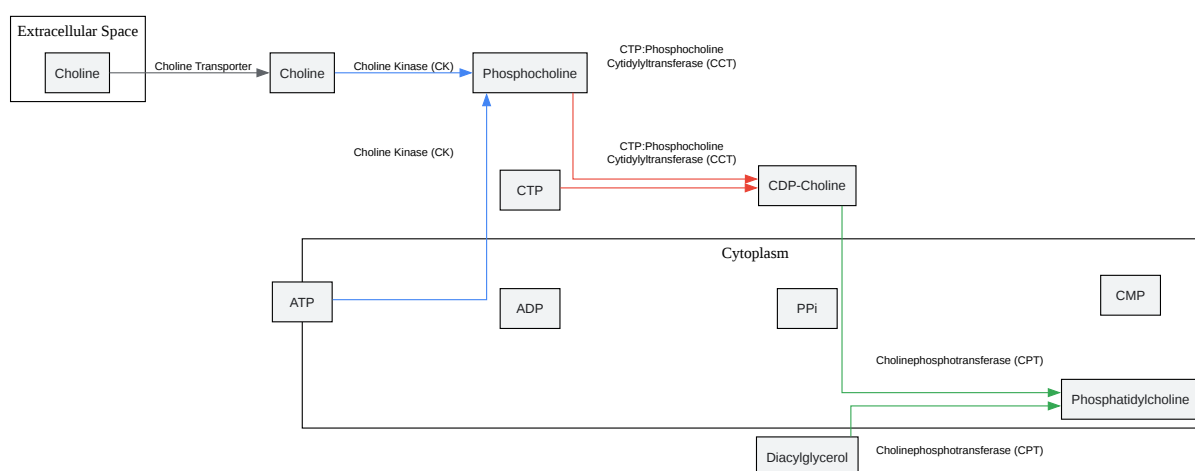 Extracellular Space
Choline
Choline Transporter
Choline
Choline Kinase (CK)
Phosphocholine
CTP:Phosphocholine
Cytidylyltransferase (CCT)
Choline Kinase (CK)
CTP:Phosphocholine
Cytidylyltransferase (CCT)
CTP
CDP-Choline
Cytoplasm
ATP
ADP
PPi
CMP
Cholinephosphotransferase (CPT)
Phosphatidylcholine
Diacylglycerol
Cholinephosphotransferase (CPT)